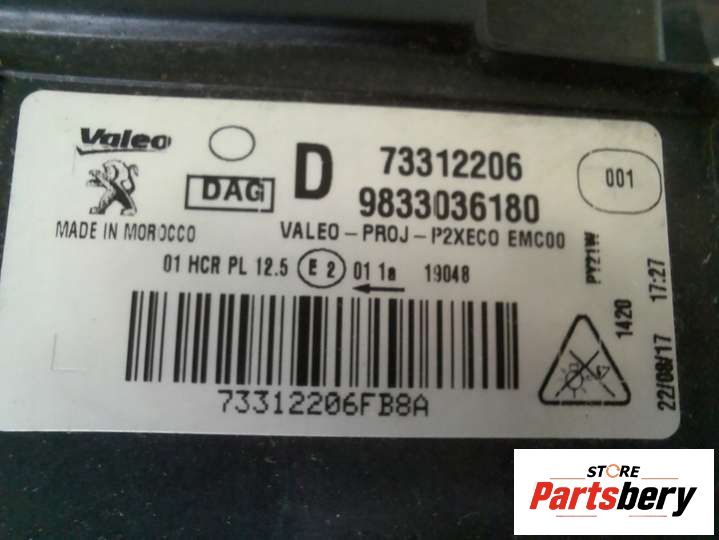 Valeo
DAG
D
73312206
9833036180
001
MADE IN MOROCCO
VALEO-PROJ-P2XECO EMC00
01 HCR PL 12.5 E2 01 1a 19048
PY21W
1420
22/08/17 17:27
73312206FB8A
STORE
Partsbery